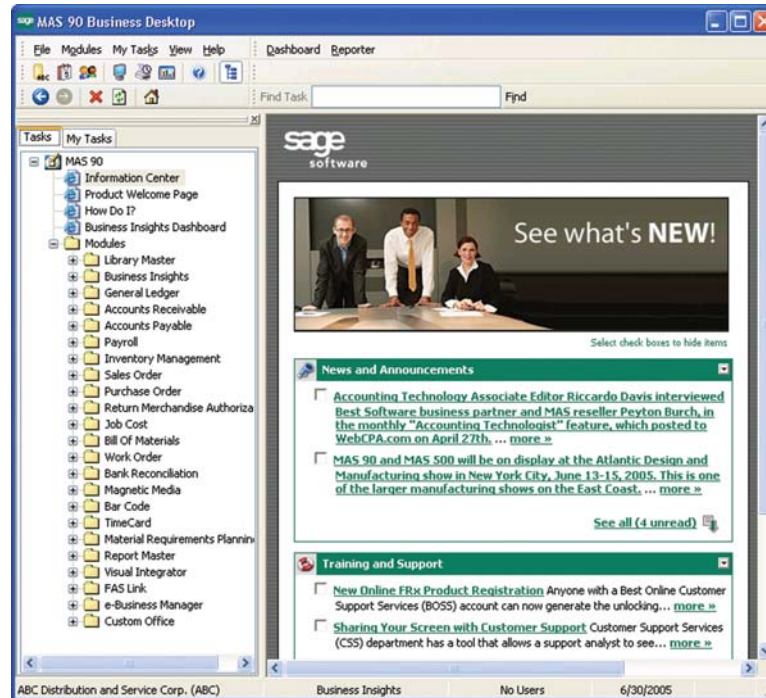 sage MAS 90 Business Desktop
File Modules My Tasks View Help Dashboard Reporter
Find Task Find
Tasks My Tasks
MAS 90
Information Center
Product Welcome Page
How Do I?
Business Insights Dashboard
Modules
Library Master
Business Insights
General Ledger
Accounts Receivable
Accounts Payable
Payroll
Inventory Management
Sales Order
Purchase Order
Return Merchandise Authoriza
Job Cost
Bill Of Materials
Work Order
Bank Reconciliation
Magnetic Media
Bar Code
TimeCard
Material Requirements Plannin
Report Master
Visual Integrator
FAS Link
e-Business Manager
Custom Office
sage
software
See what's NEW!
Select check boxes to hide items
News and Announcements
Accounting Technology Associate Editor Riccardo Davis interviewed
Best Software business partner and MAS reseller Peyton Burch, in
the monthly "Accounting Technologist" feature, which posted to
WebCPA.com on April 27th. ... more »
MAS 90 and MAS 500 will be on display at the Atlantic Design and
Manufacturing show in New York City, June 13-15, 2005. This is one
of the larger manufacturing shows on the East Coast. ... more »
See all (4 unread)
Training and Support
New Online FRx Product Registration Anyone with a Best Online Customer
Support Services (BOSS) account can now generate the unlocking... more »
Sharing Your Screen with Customer Support Customer Support Services
(CSS) department has a tool that allows a support analyst to see... more »
ABC Distribution and Service Corp. (ABC) Business Insights No Users 6/30/2005